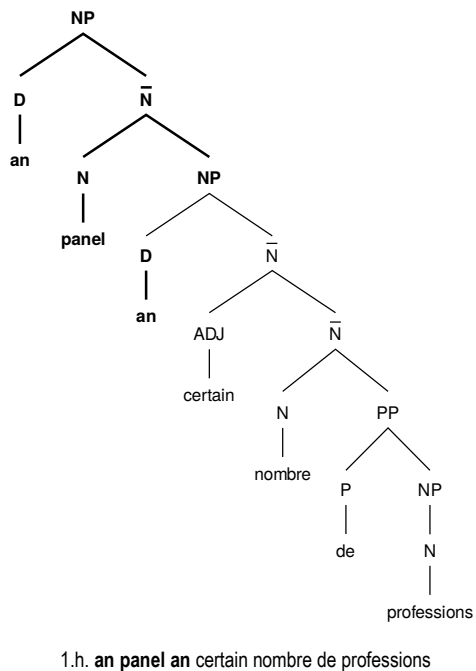 NP
D N̄
an N NP
panel D N̄
an ADJ N̄
certain N PP
nombre P NP
de N
professions
1.h. an panel an certain nombre de professions